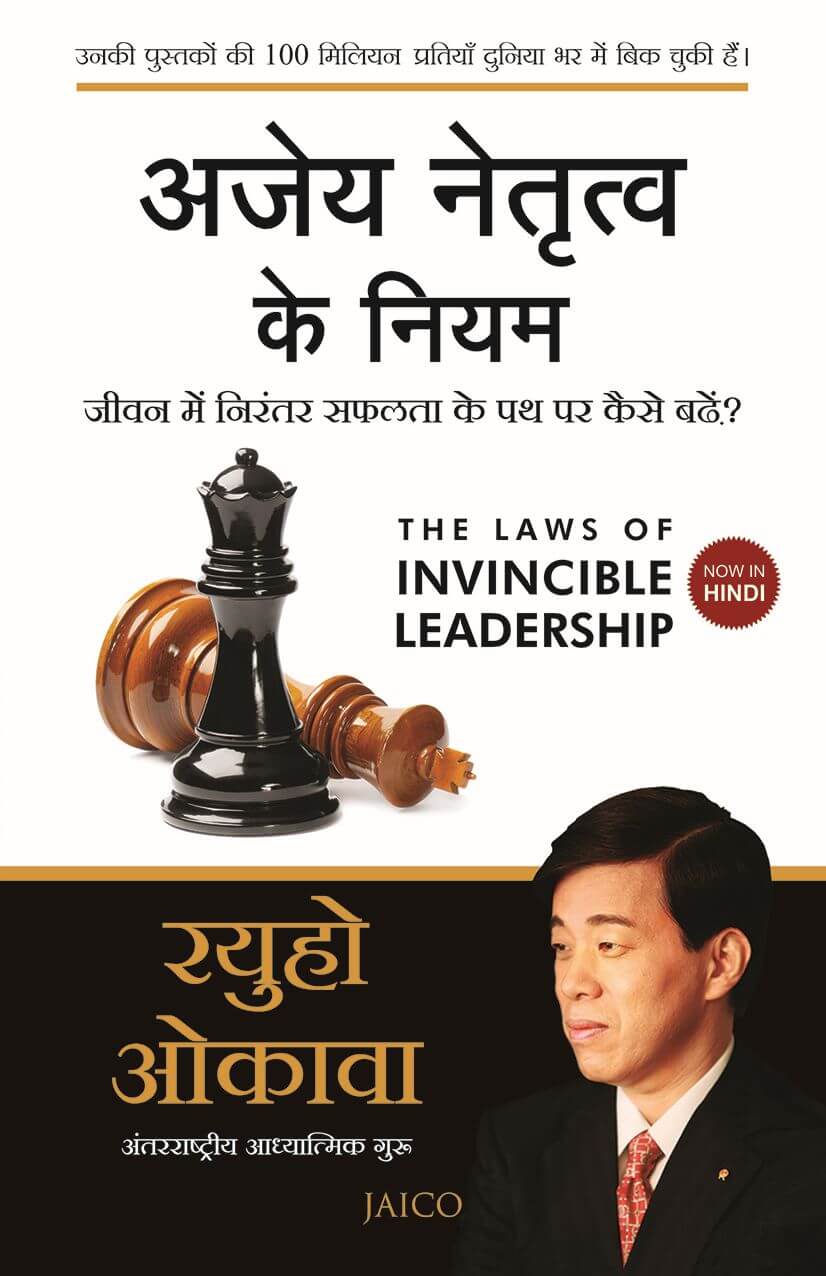 उनकी पुस्तकों की 100 मिलियन प्रतियाँ दुनिया भर में बिक चुकी हैं।
अजेय नेतृत्व
के नियम
जीवन में निरंतर सफलता के पथ पर कैसे बढें़?
THE LAWS OF
INVINCIBLE
LEADERSHIP
NOW IN
HINDI
रयुहो
ओकावा
अंतरराष्ट्रीय आध्यात्मिक गुरू
JAICO